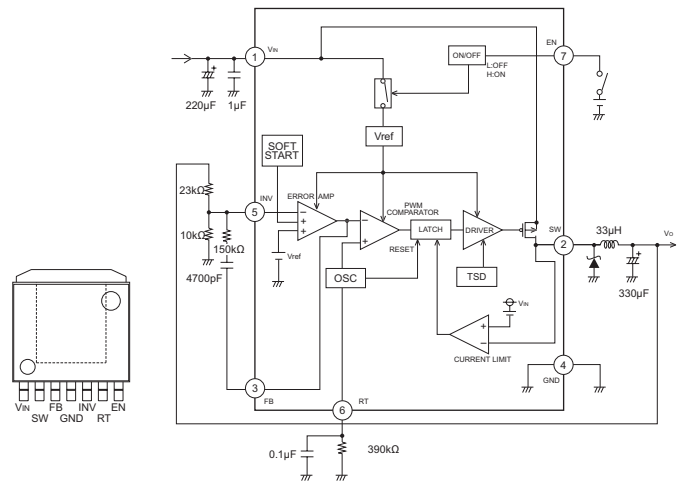 VIN
1
220µF
1µF
EN
7
ON/OFF
L:OFF
H:ON
Vref
SOFT
START
23kΩ
INV
5
ERROR AMP
PWM
COMPARATOR
LATCH
DRIVER
SW
2
33µH
VO
10kΩ
150kΩ
4700pF
Vref
OSC
RESET
TSD
330µF
VIN
CURRENT LIMIT
4
GND
3
FB
6
RT
0.1µF
390kΩ
VIN FB INV EN
SW GND RT